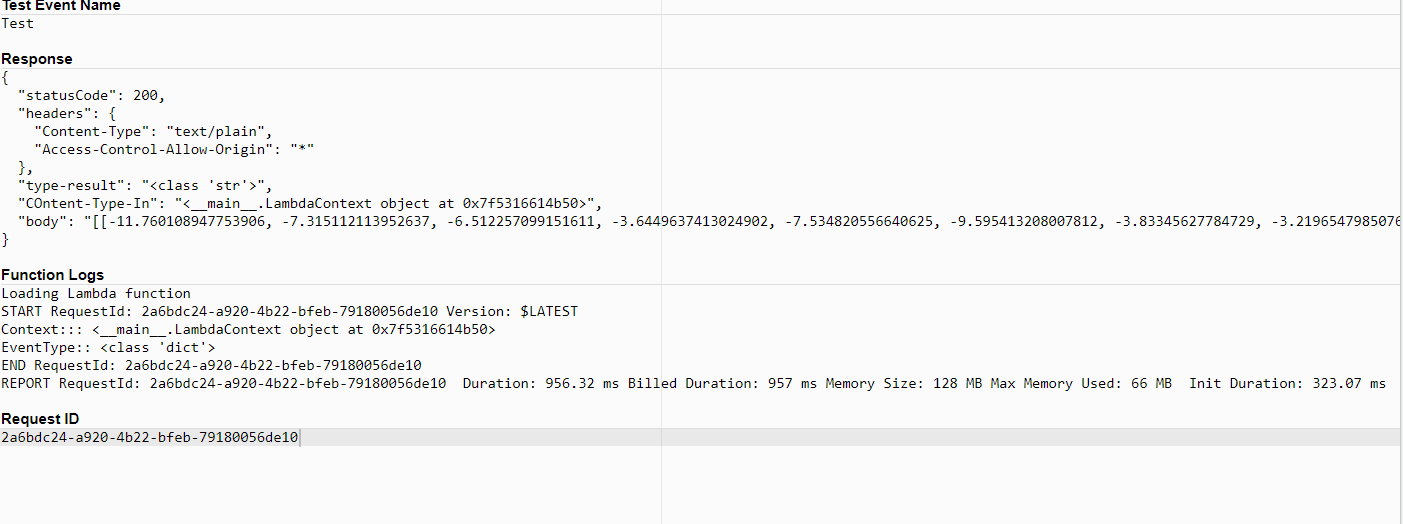 Test Event Name
Test
Response
{
  "statusCode": 200,
  "headers": {
    "Content-Type": "text/plain",
    "Access-Control-Allow-Origin": "*"
  },
  "type-result": "<class 'str'>",
  "COntent-Type-In": "<__main__.LambdaContext object at 0x7f5316614b50>",
  "body": "[[-11.760108947753906, -7.315112113952637, -6.512257099151611, -3.6449637413024902, -7.534820556640625, -9.595413208007812, -3.83345627784729, -3.2196547985076
}
Function Logs
Loading Lambda function
START RequestId: 2a6bdc24-a920-4b22-bfeb-79180056de10 Version: $LATEST
Context::: <__main__.LambdaContext object at 0x7f5316614b50>
EventType:: <class 'dict'>
END RequestId: 2a6bdc24-a920-4b22-bfeb-79180056de10
REPORT RequestId: 2a6bdc24-a920-4b22-bfeb-79180056de10  Duration: 956.32 ms Billed Duration: 957 ms Memory Size: 128 MB Max Memory Used: 66 MB  Init Duration: 323.07 ms
Request ID
2a6bdc24-a920-4b22-bfeb-79180056de10